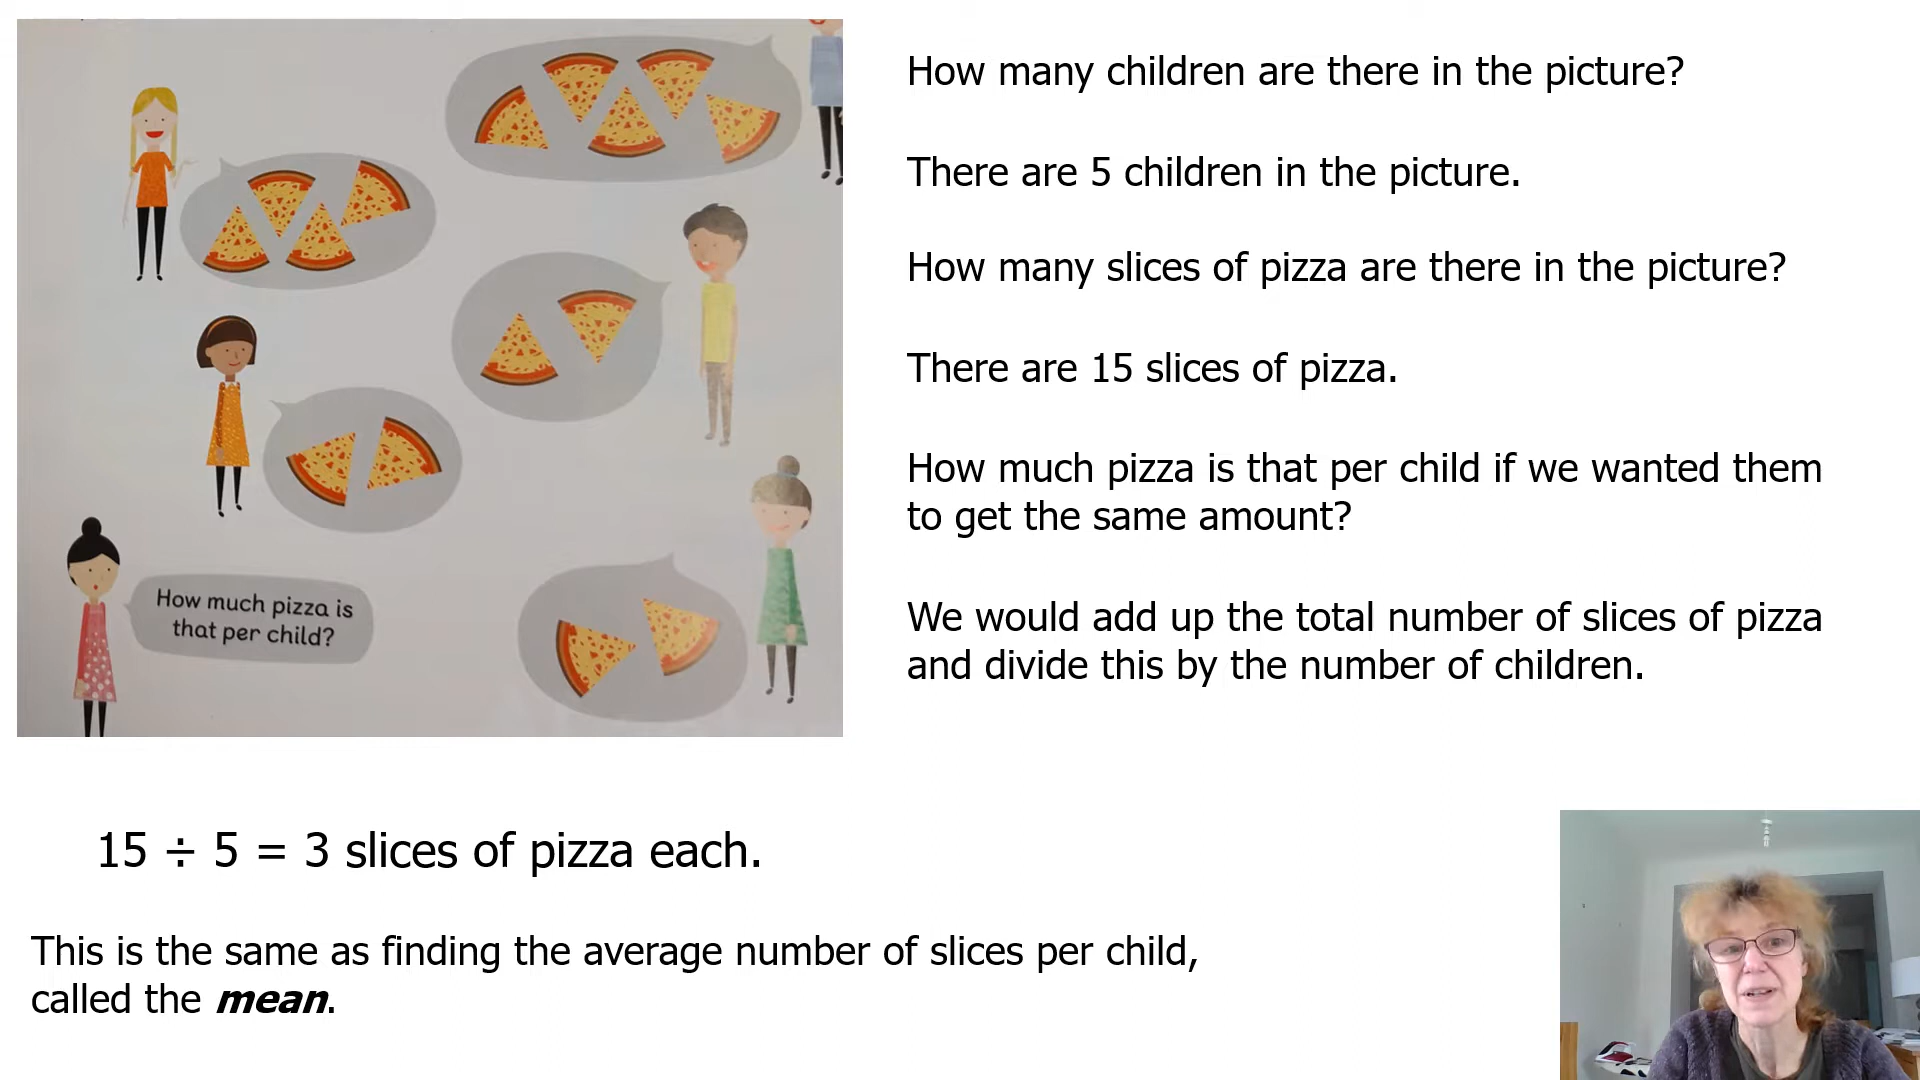 How many children are there in the picture?
There are 5 children in the picture.
How many slices of pizza are there in the picture?
There are 15 slices of pizza.
How much pizza is that per child if we wanted them
to get the same amount?
We would add up the total number of slices of pizza
and divide this by the number of children.
How much pizza is
that per child?
15 ÷ 5 = 3 slices of pizza each.
This is the same as finding the average number of slices per child,
called the mean.